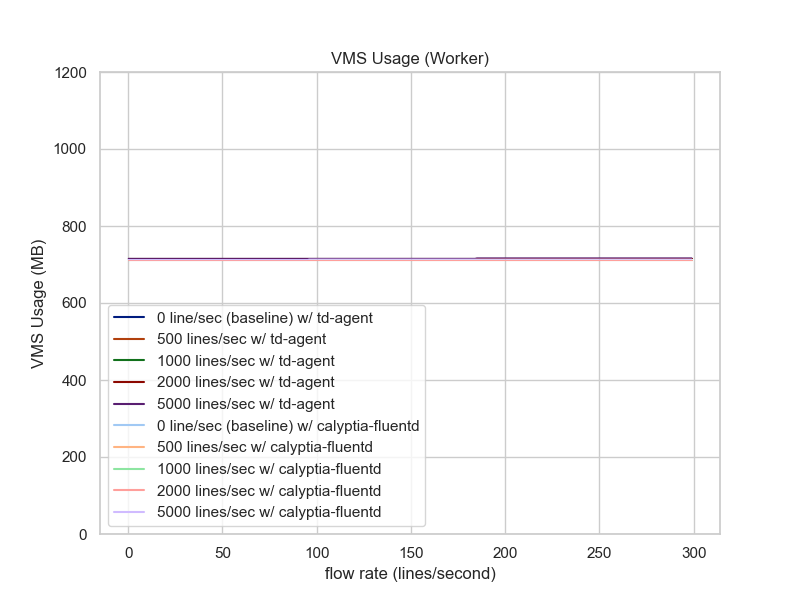 VMS Usage (Worker)
1200
1000
800
600
400
200
0
VMS Usage (MB)
0 line/sec (baseline) w/ td-agent
500 lines/sec w/ td-agent
1000 lines/sec w/ td-agent
2000 lines/sec w/ td-agent
5000 lines/sec w/ td-agent
0 line/sec (baseline) w/ calyptia-fluentd
500 lines/sec w/ calyptia-fluentd
1000 lines/sec w/ calyptia-fluentd
2000 lines/sec w/ calyptia-fluentd
5000 lines/sec w/ calyptia-fluentd
0 50 100 150 200 250 300
flow rate (lines/second)